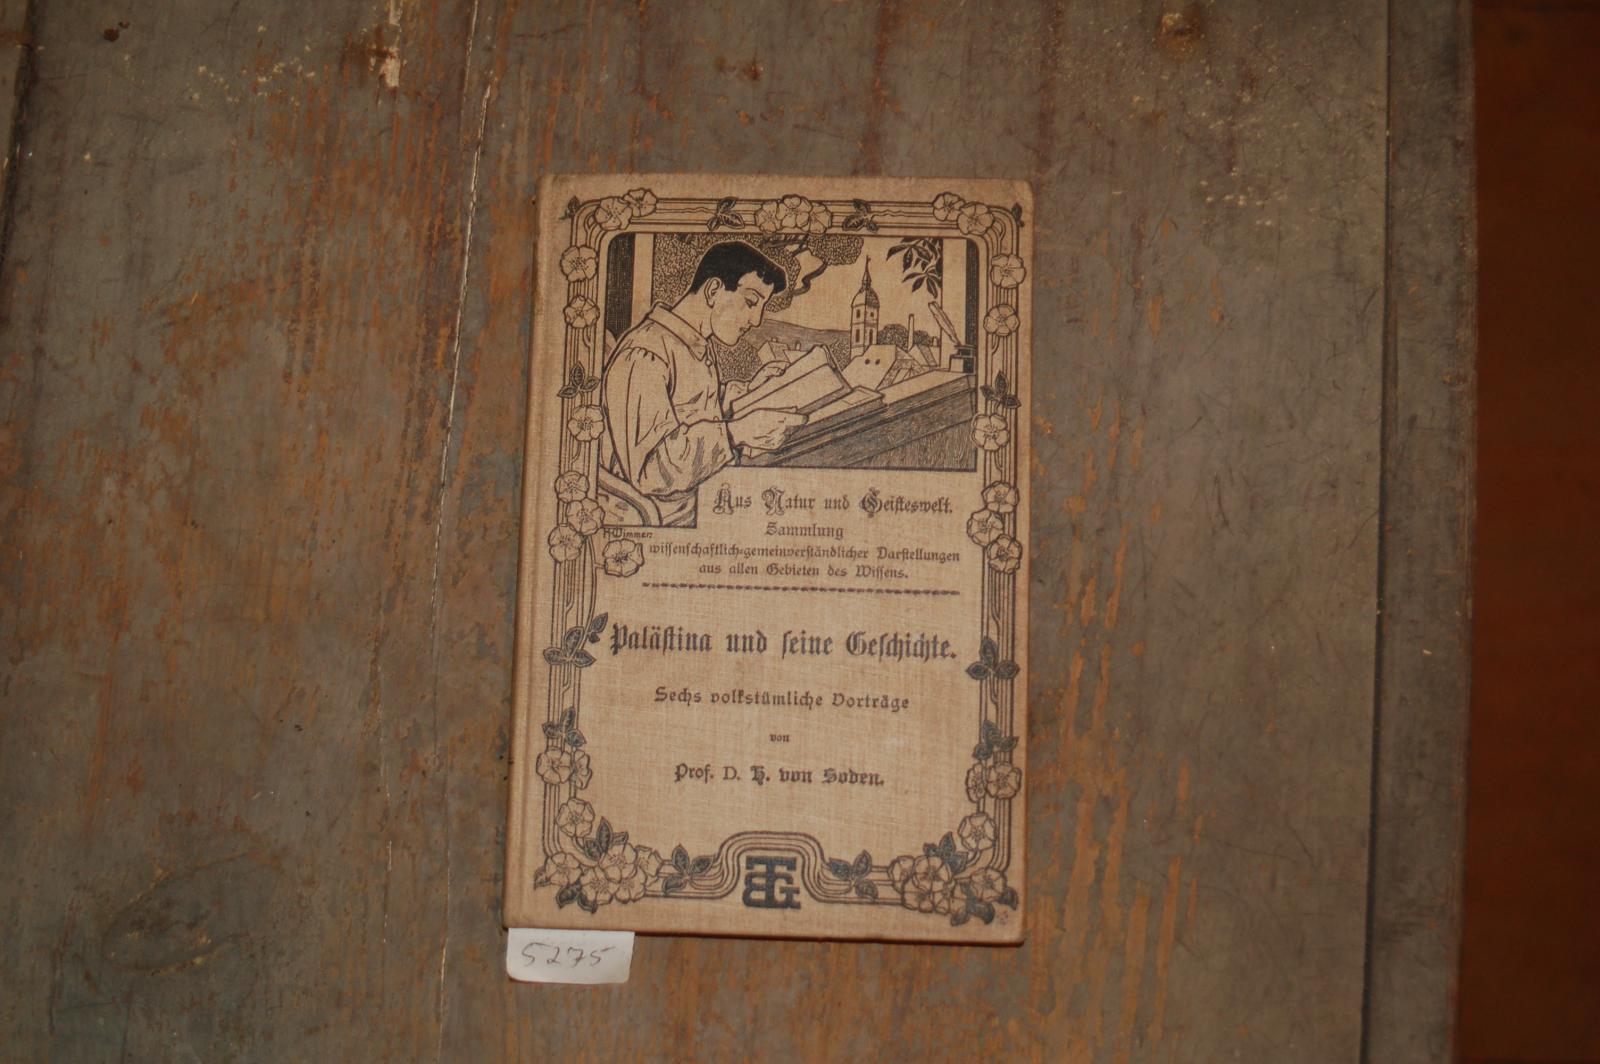 Aus Natur und Geisteswelt.
Sammlung
wissenschaftlich-gemeinverständlicher Darstellungen
aus allen Gebieten des Wissens.
Palästina und seine Geschichte.
Sechs volkstümliche Vorträge
von
Prof. D. H. von Soden.
BTG
5275